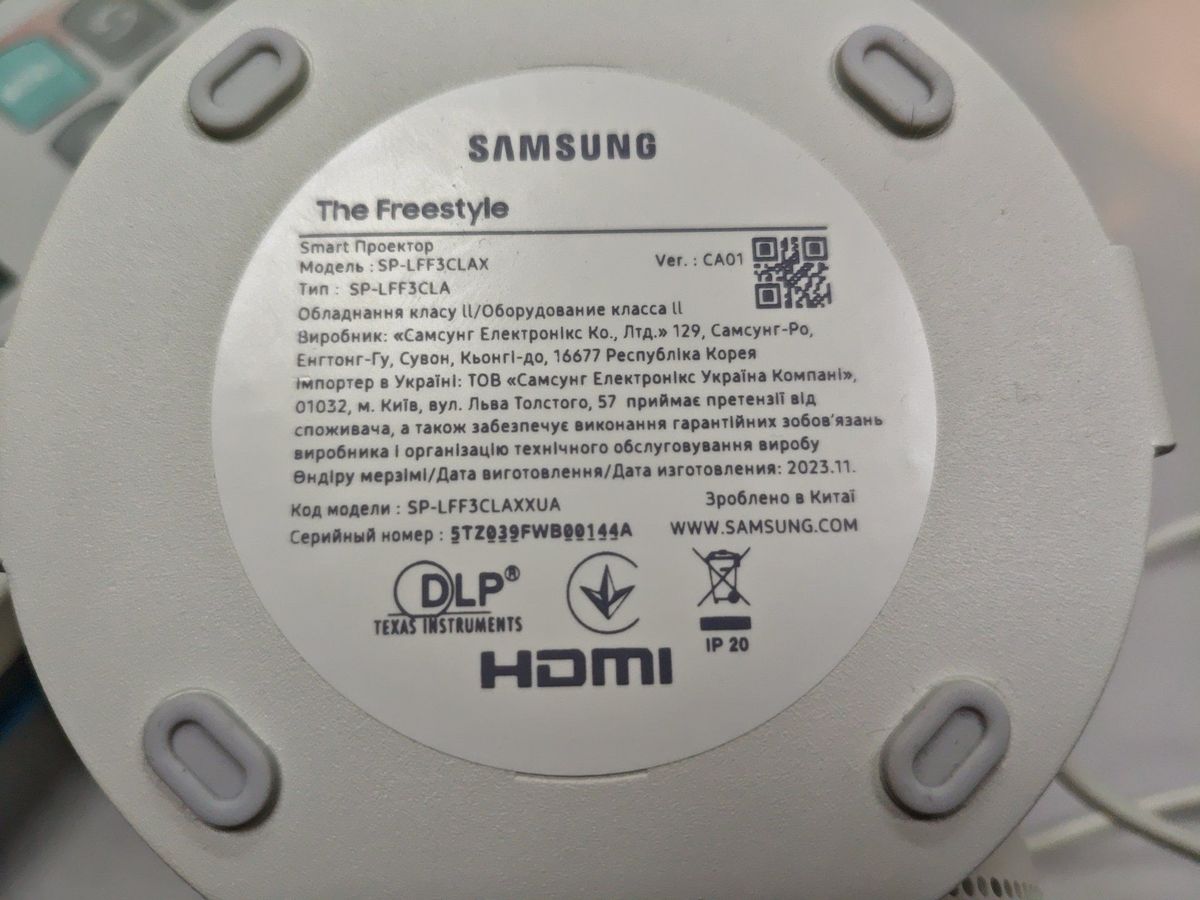 SAMSUNG
The Freestyle
Smart Проектор
Модель : SP-LFF3CLAX
Ver. : CA01
Тип : SP-LFF3CLA
Обладнання класу II/Оборудование класса II
Виробник: «Самсунг Електронікс Ко., Лтд.» 129, Самсунг-Ро,
Енгтонг-Гу, Сувон, Кьонгі-до, 16677 Республіка Корея
Імпортер в Україні: ТОВ «Самсунг Електронікс Україна Компані»,
01032, м. Київ, вул. Льва Толстого, 57 приймає претензії від
споживача, а також забезпечує виконання гарантійних зобов'язань
виробника і організацію технічного обслуговування виробу
Өндіру мерзімі/Дата виготовлення/Дата изготовления: 2023.11.
Код модели : SP-LFF3CLAXXUA
Зроблено в Китаї
Серийный номер : 5TZ039FWB00144A
WWW.SAMSUNG.COM
DLP®
TEXAS INSTRUMENTS
IP 20
HDMI